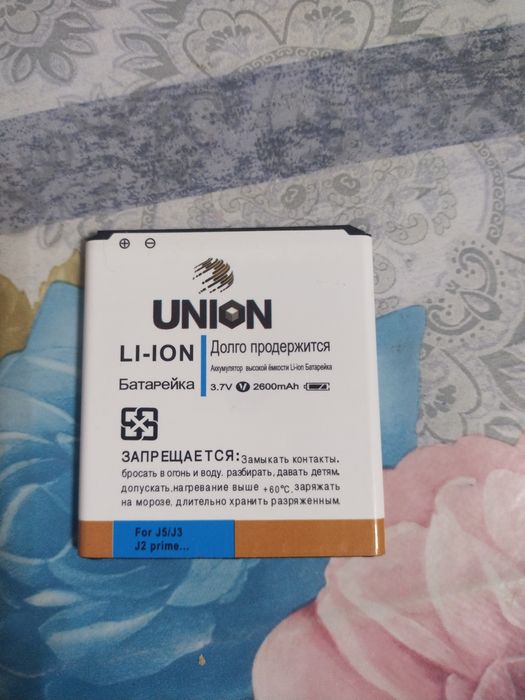 UNION
LI-ION
Батарейка
Долго продержится
Аккумулятор высокой ёмкости Li-ion Батарейка
3.7V V 2600mAh
ЗАПРЕЩАЕТСЯ: Замыкать контакты.
бросать в огонь и воду. разбирать, давать детям.
допускать.нагревание выше +60°C. заряжать
на морозе, длительно хранить разряженным.
For J5/J3
J2 prime...